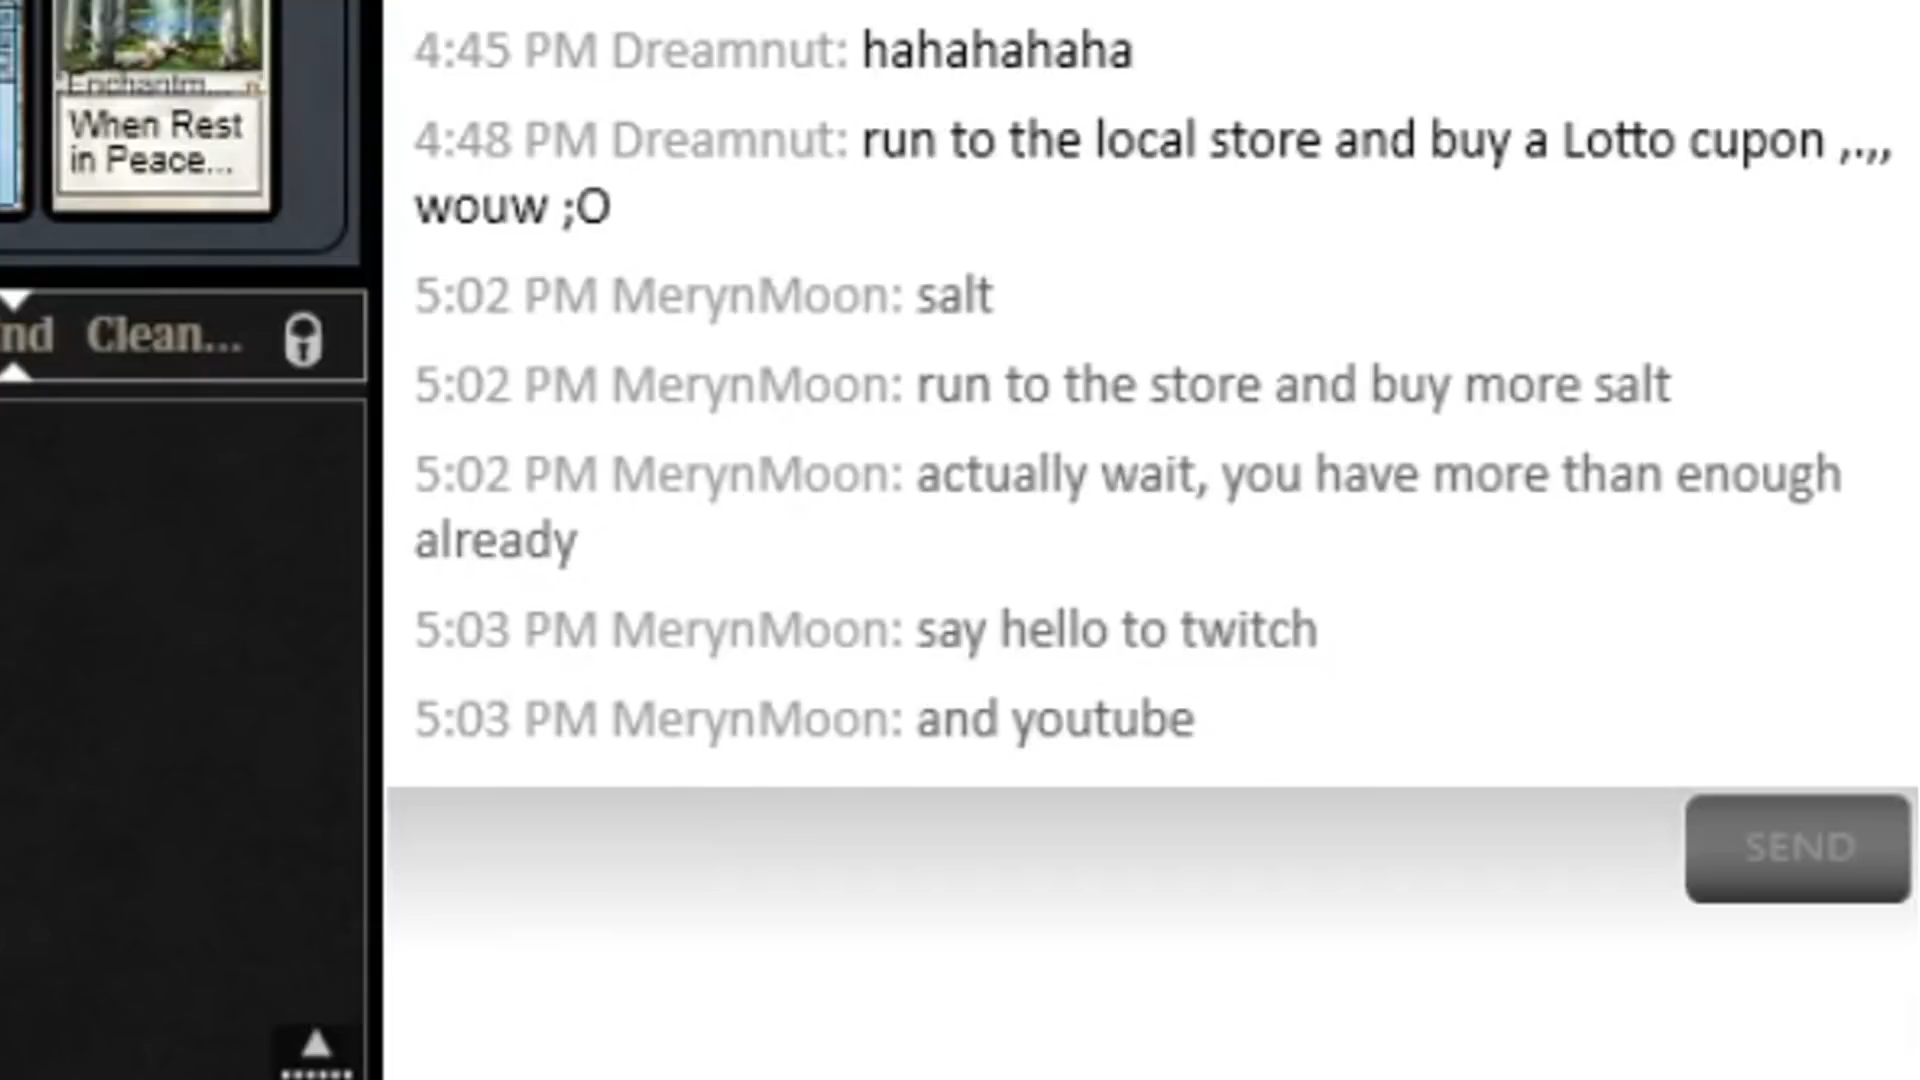 Enchantm...
When Rest
in Peace...
nd Clean...
4:45 PM Dreamnut: hahahahaha
4:48 PM Dreamnut: run to the local store and buy a Lotto cupon ,.,,
wouw ;O
5:02 PM MerynMoon: salt
5:02 PM MerynMoon: run to the store and buy more salt
5:02 PM MerynMoon: actually wait, you have more than enough
already
5:03 PM MerynMoon: say hello to twitch
5:03 PM MerynMoon: and youtube
SEND